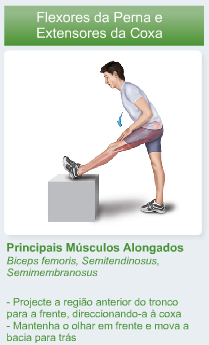 Flexores da Perna e
Extensores da Coxa
Principais Músculos Alongados
Biceps femoris, Semitendinosus,
Semimembranosus
- Projecte a região anterior do tronco
para a frente, direccionando-a à coxa
- Mantenha o olhar em frente e mova a
bacia para trás